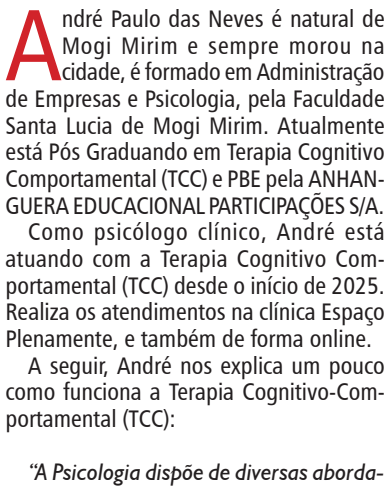 André Paulo das Neves é natural de
Mogi Mirim e sempre morou na
cidade, é formado em Administração
de Empresas e Psicologia, pela Faculdade
Santa Lucia de Mogi Mirim. Atualmente
está Pós Graduando em Terapia Cognitivo
Comportamental (TCC) e PBE pela ANHAN-
GUERA EDUCACIONAL PARTICIPAÇÕES S/A.
Como psicólogo clínico, André está
atuando com a Terapia Cognitivo Com-
portamental (TCC) desde o início de 2025.
Realiza os atendimentos na clínica Espaço
Plenamente, e também de forma online.
A seguir, André nos explica um pouco
como funciona a Terapia Cognitivo-Com-
portamental (TCC):
“A Psicologia dispõe de diversas aborda-